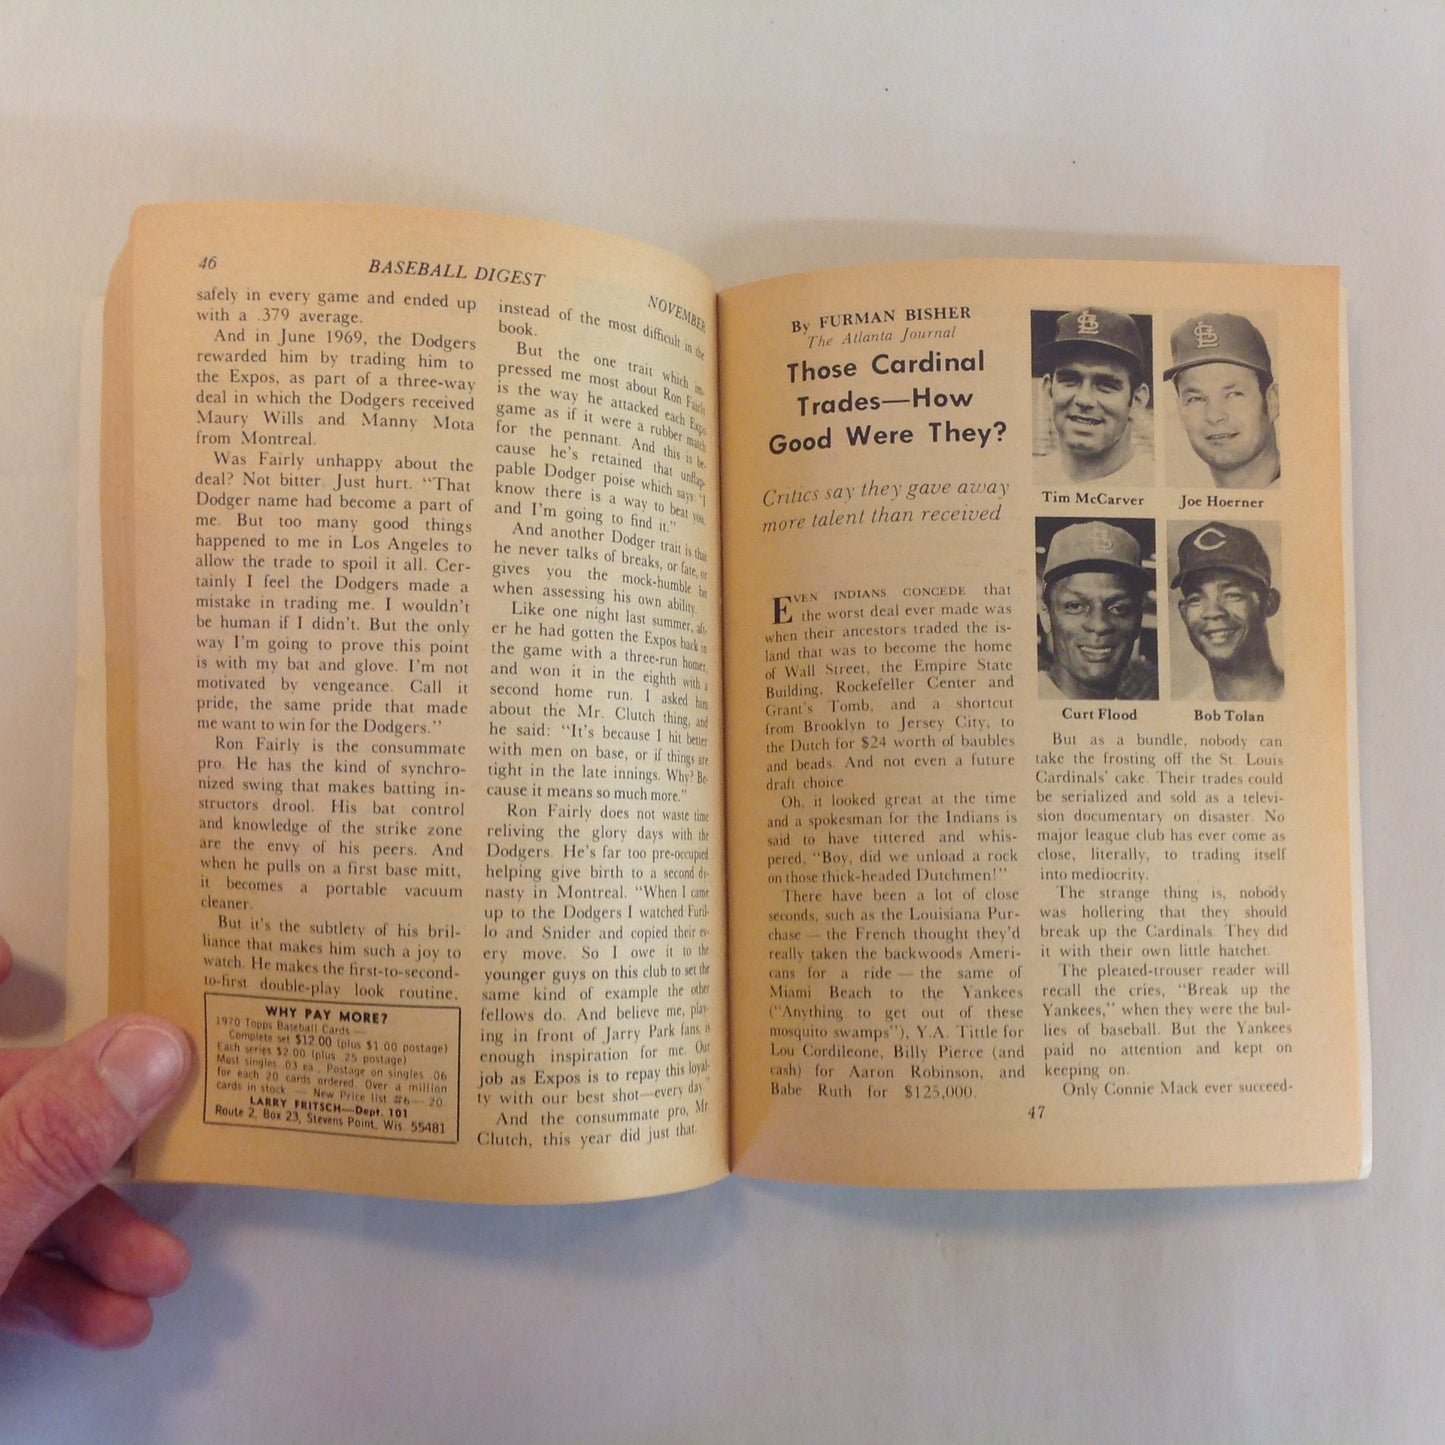 46
BASEBALL DIGEST
NOVEMBER
safely in every game and ended up
with a .379 average.
And in June 1969, the Dodgers
rewarded him by trading him to
the Expos, as part of a three-way
deal in which the Dodgers received
Maury Wills and Manny Mota
from Montreal.
Was Fairly unhappy about the
deal? Not bitter. Just hurt. "That
Dodger name had become a part of
me. But too many good things
happened to me in Los Angeles to
allow the trade to spoil it all. Cer-
tainly I feel the Dodgers made a
mistake in trading me. I wouldn't
be human if I didn't. But the only
way I'm going to prove this point
is with my bat and glove. I'm not
motivated by vengeance. Call it
pride, the same pride that made
me want to win for the Dodgers."
Ron Fairly is the consummate
pro. He has the kind of synchro-
nized swing that makes batting in-
structors drool. His bat control
and knowledge of the strike zone
are the envy of his peers. And
when he pulls on a first base mitt,
it becomes a portable vacuum
cleaner.
But it's the subtlety of his bril-
liance that makes him such a joy to
watch. He makes the first-to-second-
to-first double-play look routine,
WHY PAY MORE?
1970 Topps Baseball Cards —
Complete set $12.00 (plus $1.00 postage)
Each series $2.00 (plus .25 postage)
Most singles .03 ea. Postage on singles .06
for each 20 cards ordered. Over a million
cards in stock — New Price list #6 — .20
LARRY FRITSCH—Dept. 101
Route 2, Box 23, Stevens Point, Wis. 55481
instead of the most difficult in the
book.
But the one trait which im-
pressed me most about Ron Fairly
is the way he attacked each Expo
game as if it were a rubber match
for the pennant. And this is be-
cause he's retained that unflap-
pable Dodger poise which says: "I
know there is a way to beat you,
and I'm going to find it."
And another Dodger trait is that
he never talks of breaks, or fate, or
gives you the mock-humble bit
when assessing his own ability.
Like one night last summer, aft-
er he had gotten the Expos back in
the game with a three-run homer,
and won it in the eighth with a
second home run. I asked him
about the Mr. Clutch thing, and
he said: "It's because I hit better
with men on base, or if things are
tight in the late innings. Why? Be-
cause it means so much more."
Ron Fairly does not waste time
reliving the glory days with the
Dodgers. He's far too pre-occupied
helping give birth to a second dy-
nasty in Montreal. "When I came
up to the Dodgers I watched Furil-
lo and Snider and copied their ev-
ery move. So I owe it to the
younger guys on this club to set the
same kind of example the other
fellows do. And believe me, play-
ing in front of Jarry Park fans is
enough inspiration for me. Our
job as Expos is to repay this loyal-
ty with our best shot—every day."
And the consummate pro, Mr.
Clutch, this year did just that.
By FURMAN BISHER
The Atlanta Journal
Those Cardinal
Trades—How
Good Were They?
Critics say they gave away
more talent than received
Tim McCarver
Joe Hoerner
Curt Flood
Bob Tolan
EVEN INDIANS CONCEDE that
the worst deal ever made was
when their ancestors traded the is-
land that was to become the home
of Wall Street, the Empire State
Building, Rockefeller Center and
Grant's Tomb, and a shortcut
from Brooklyn to Jersey City, to
the Dutch for $24 worth of baubles
and beads. And not even a future
draft choice.
Oh, it looked great at the time
and a spokesman for the Indians is
said to have tittered and whis-
pered, "Boy, did we unload a rock
on those thick-headed Dutchmen!"
There have been a lot of close
seconds, such as the Louisiana Pur-
chase — the French thought they'd
really taken the backwoods Ameri-
cans for a ride — the same of
Miami Beach to the Yankees
("Anything to get out of these
mosquito swamps"), Y.A. Tittle for
Lou Cordileone, Billy Pierce (and
cash) for Aaron Robinson, and
Babe Ruth for $125,000.
But as a bundle, nobody can
take the frosting off the St. Louis
Cardinals' cake. Their trades could
be serialized and sold as a televi-
sion documentary on disaster. No
major league club has ever come as
close, literally, to trading itself
into mediocrity.
The strange thing is, nobody
was hollering that they should
break up the Cardinals. They did
it with their own little hatchet.
The pleated-trouser reader will
recall the cries, "Break up the
Yankees," when they were the bul-
lies of baseball. But the Yankees
paid no attention and kept on
keeping on.
Only Connie Mack ever succeed-
47